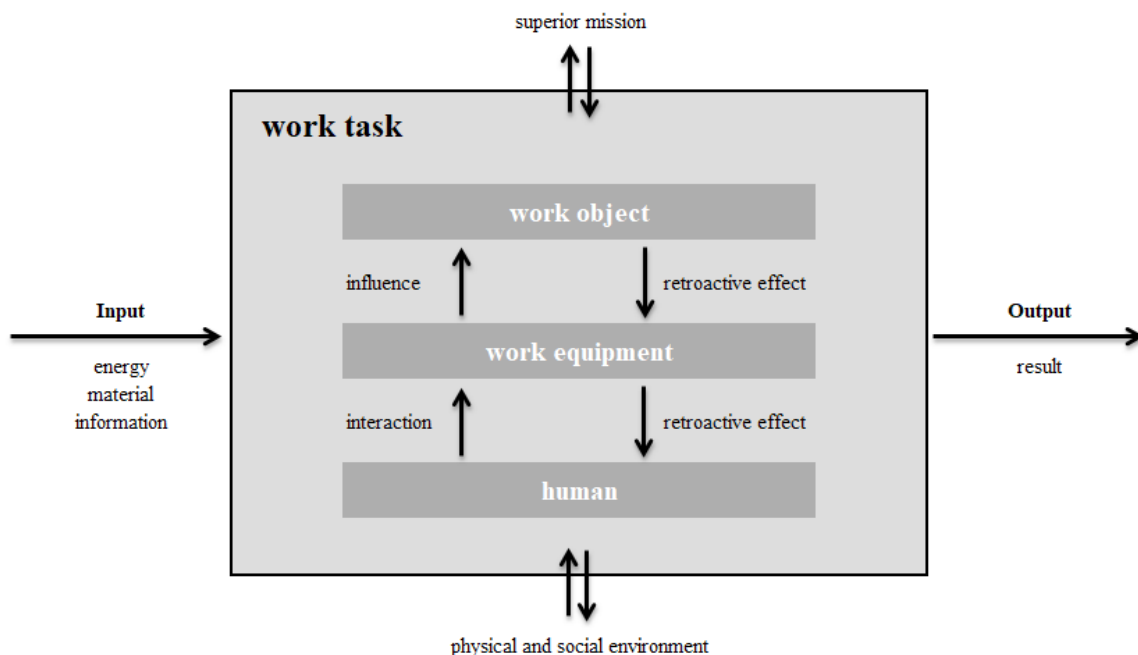 superior mission
work task
work object
influence
retroactive effect
Input
Output
work equipment
energy
material
information
result
interaction
retroactive effect
human
physical and social environment